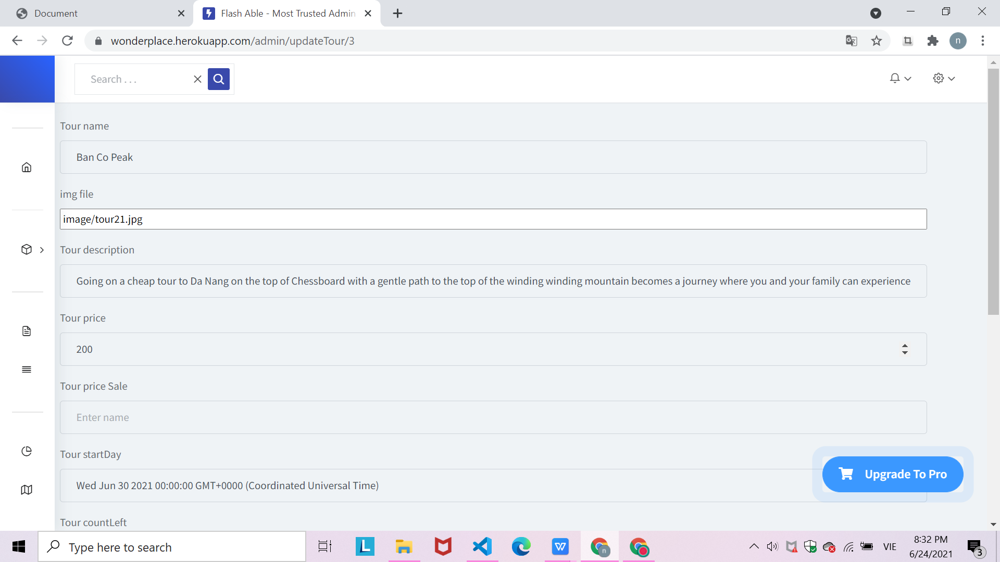 Document
Flash Able - Most Trusted Admin
wonderplace.herokuapp.com/admin/updateTour/3
n
Search . . .
Tour name
Ban Co Peak
img file
image/tour21.jpg
Tour description
Going on a cheap tour to Da Nang on the top of Chessboard with a gentle path to the top of the winding winding mountain becomes a journey where you and your family can experience
Tour price
200
Tour price Sale
Enter name
Tour startDay
Wed Jun 30 2021 00:00:00 GMT+0000 (Coordinated Universal Time)
Upgrade To Pro
Tour countLeft
Type here to search
L
W
n
VIE
8:32 PM
6/24/2021
3